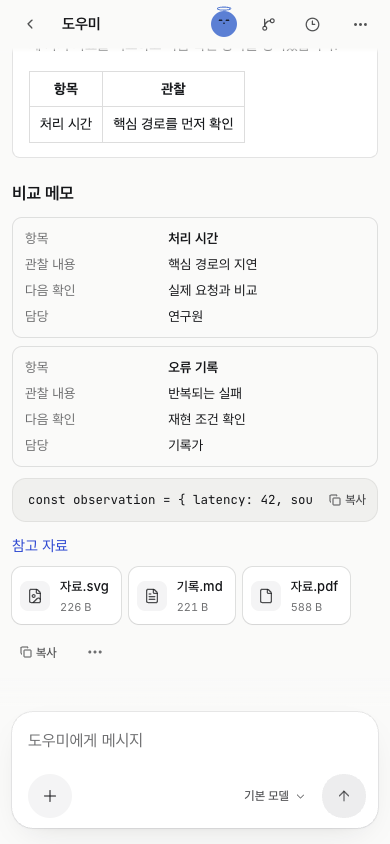 도우미
항목 관찰
처리 시간 핵심 경로를 먼저 확인
비교 메모
항목 처리 시간
관찰 내용 핵심 경로의 지연
다음 확인 실제 요청과 비교
담당 연구원
항목 오류 기록
관찰 내용 반복되는 실패
다음 확인 재현 조건 확인
담당 기록가
const observation = { latency: 42, sou 복사
참고 자료
자료.svg 기록.md 자료.pdf
226 B 221 B 588 B
복사
도우미에게 메시지
기본 모델